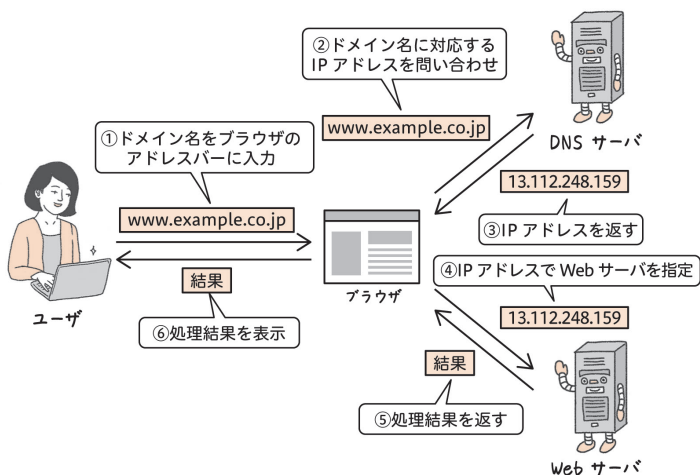 ②ドメイン名に対応する
IP アドレスを問い合わせ
www.example.co.jp
DNS サーバ
①ドメイン名をブラウザの
アドレスバーに入力
www.example.co.jp
13.112.248.159
③IP アドレスを返す
④IP アドレスで Web サーバを指定
ブラウザ
結果
13.112.248.159
ユーザ
⑥処理結果を表示
結果
⑤処理結果を返す
Web サーバ